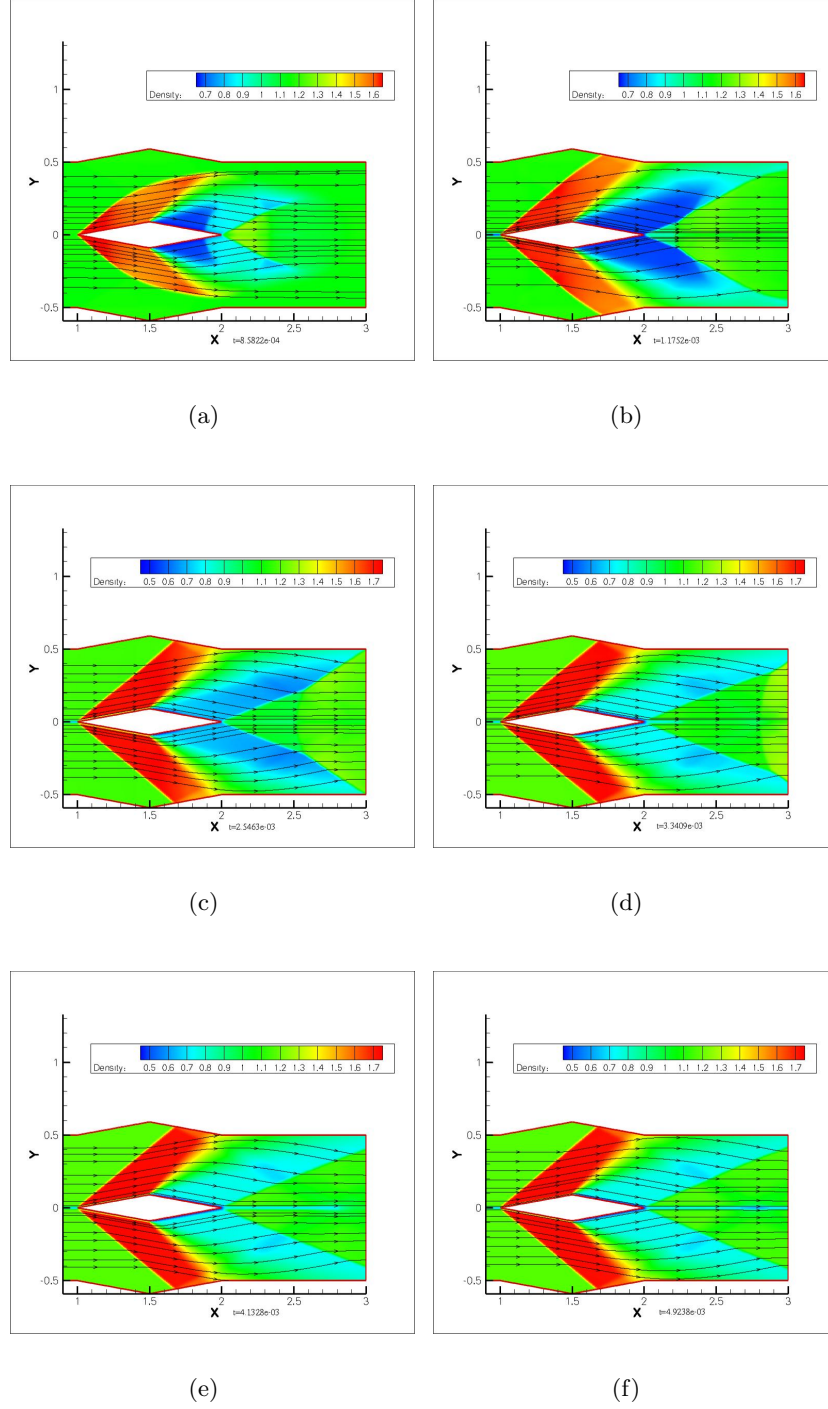 Density: 0.7 0.8 0.9 1 1.1 1.2 1.3 1.4 1.5 1.6
1
0.5
Y
0
-0.5
1 1.5 2 2.5 3
X t=8.5822e-04
(a)
Density: 0.7 0.8 0.9 1 1.1 1.2 1.3 1.4 1.5 1.6
1
0.5
Y
0
-0.5
1 1.5 2 2.5 3
X t=1.1752e-03
(b)
Density: 0.5 0.6 0.7 0.8 0.9 1 1.1 1.2 1.3 1.4 1.5 1.6 1.7
1
0.5
Y
0
-0.5
1 1.5 2 2.5 3
X t=2.5463e-03
(c)
Density: 0.5 0.6 0.7 0.8 0.9 1 1.1 1.2 1.3 1.4 1.5 1.6 1.7
1
0.5
Y
0
-0.5
1 1.5 2 2.5 3
X t=3.3409e-03
(d)
Density: 0.5 0.6 0.7 0.8 0.9 1 1.1 1.2 1.3 1.4 1.5 1.6 1.7
1
0.5
Y
0
-0.5
1 1.5 2 2.5 3
X t=4.1328e-03
(e)
Density: 0.5 0.6 0.7 0.8 0.9 1 1.1 1.2 1.3 1.4 1.5 1.6 1.7
1
0.5
Y
0
-0.5
1 1.5 2 2.5 3
X t=4.9238e-03
(f)